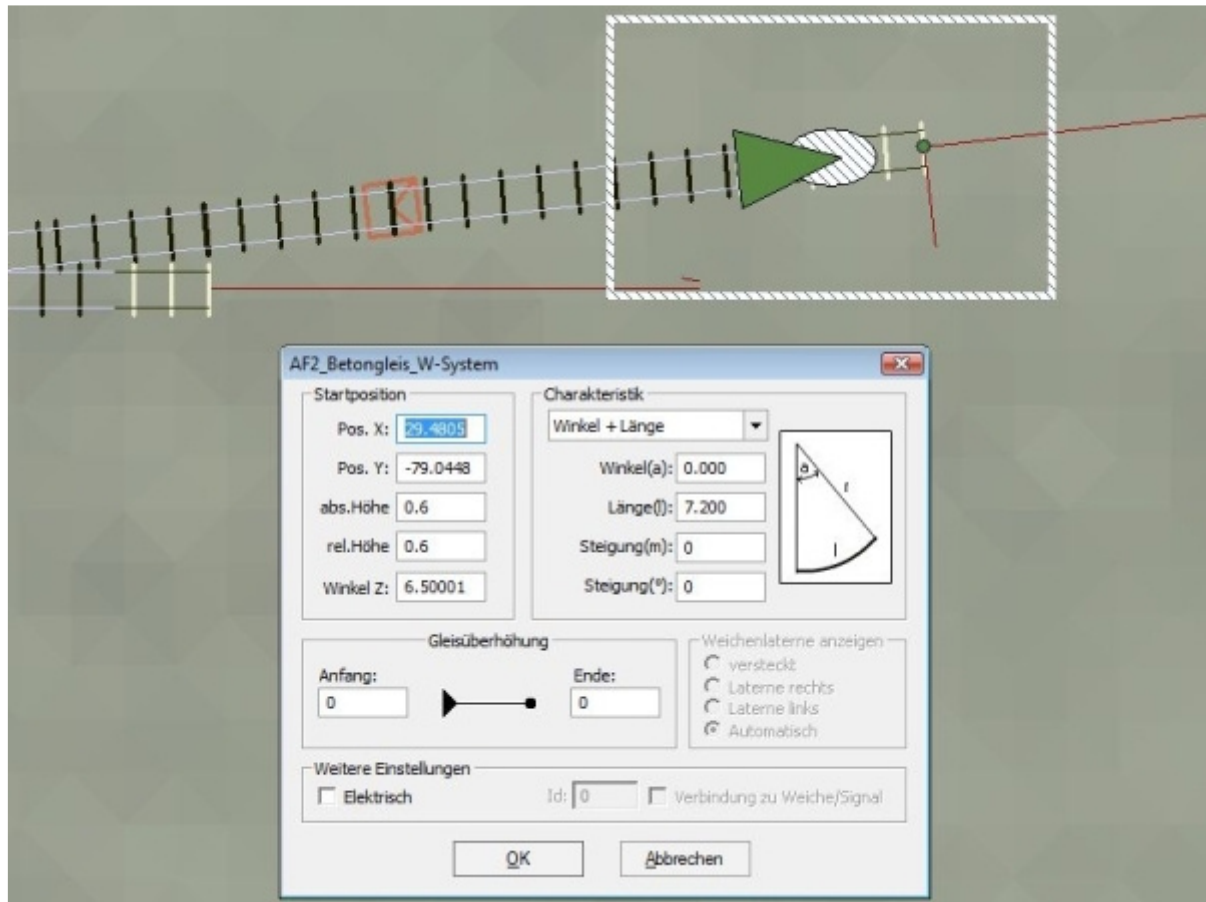 AF2_Betongleis_W-System
Startposition
Pos. X: 29.4805
Pos. Y: -79.0448
abs.Höhe 0.6
rel.Höhe 0.6
Winkel Z: 6.50001
Charakteristik
Winkel + Länge
Winkel(a): 0.000
Länge(l): 7.200
Steigung(m): 0
Steigung(°): 0
a
r
l
Gleisüberhöhung
Anfang:
0
Ende:
0
Weichenlaterne anzeigen
versteckt
Laterne rechts
Laterne links
Automatisch
Weitere Einstellungen
Elektrisch
Id: 0
Verbindung zu Weiche/Signal
OK
Abbrechen
K